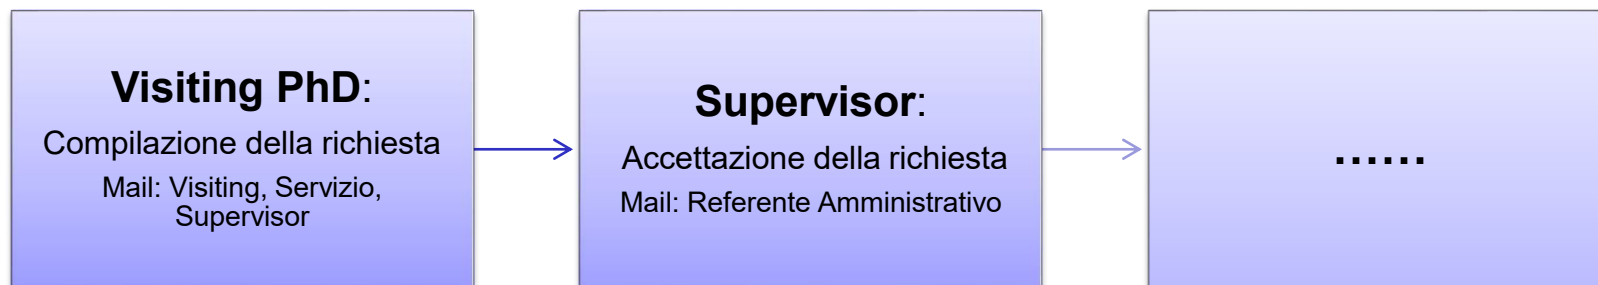 Visiting PhD:
Compilazione della richiesta
Mail: Visiting, Servizio,
Supervisor
Supervisor:
Accettazione della richiesta
Mail: Referente Amministrativo
......